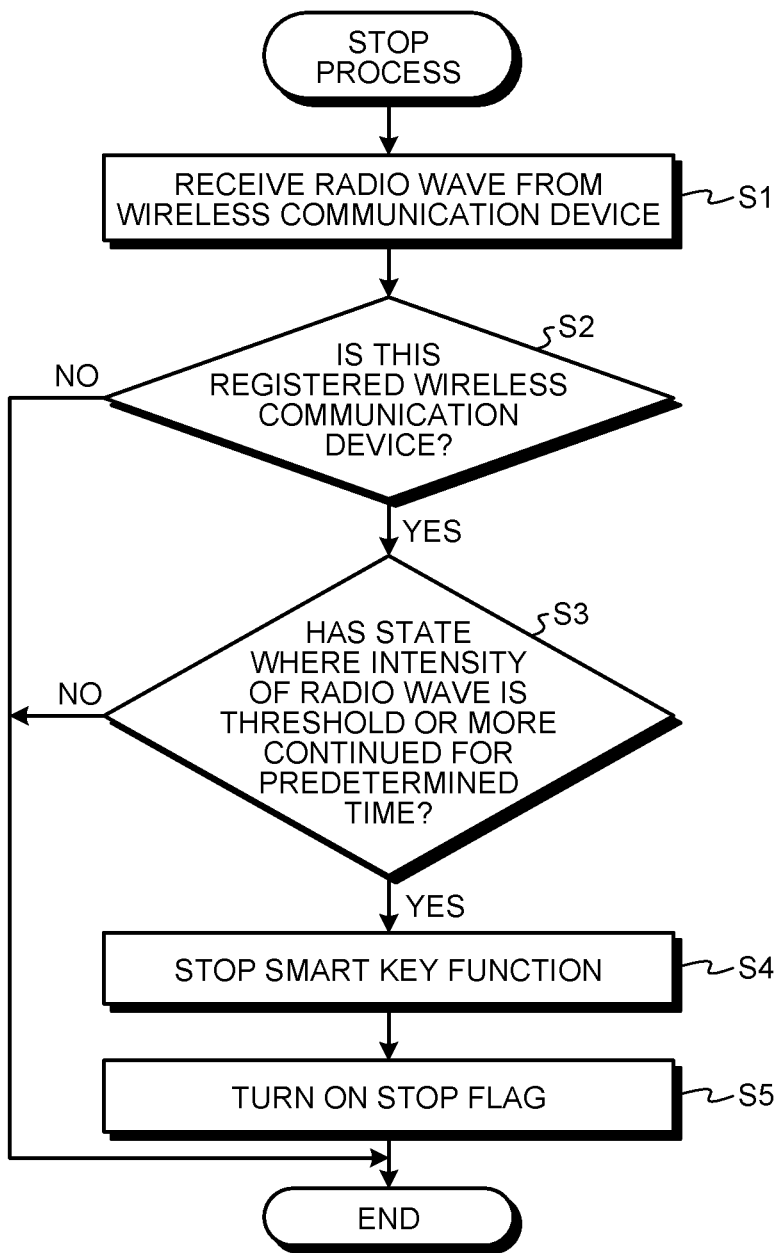 STOP
PROCESS
RECEIVE RADIO WAVE FROM
WIRELESS COMMUNICATION DEVICE
S1
S2
IS THIS
REGISTERED WIRELESS
COMMUNICATION
DEVICE?
NO
YES
S3
HAS STATE
WHERE INTENSITY
OF RADIO WAVE IS
THRESHOLD OR MORE
CONTINUED FOR
PREDETERMINED
TIME?
NO
YES
STOP SMART KEY FUNCTION
S4
TURN ON STOP FLAG
S5
END